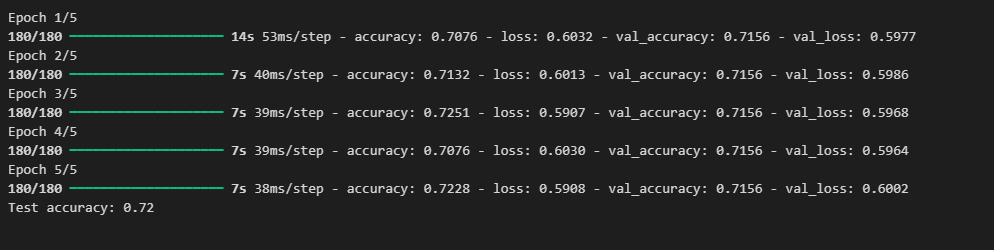 Epoch 1/5
180/180 ━━━━━━━━━━━━━━━━━━━━ 14s 53ms/step - accuracy: 0.7076 - loss: 0.6032 - val_accuracy: 0.7156 - val_loss: 0.5977
Epoch 2/5
180/180 ━━━━━━━━━━━━━━━━━━━━ 7s 40ms/step - accuracy: 0.7132 - loss: 0.6013 - val_accuracy: 0.7156 - val_loss: 0.5986
Epoch 3/5
180/180 ━━━━━━━━━━━━━━━━━━━━ 7s 39ms/step - accuracy: 0.7251 - loss: 0.5907 - val_accuracy: 0.7156 - val_loss: 0.5968
Epoch 4/5
180/180 ━━━━━━━━━━━━━━━━━━━━ 7s 39ms/step - accuracy: 0.7076 - loss: 0.6030 - val_accuracy: 0.7156 - val_loss: 0.5964
Epoch 5/5
180/180 ━━━━━━━━━━━━━━━━━━━━ 7s 38ms/step - accuracy: 0.7228 - loss: 0.5908 - val_accuracy: 0.7156 - val_loss: 0.6002
Test accuracy: 0.72